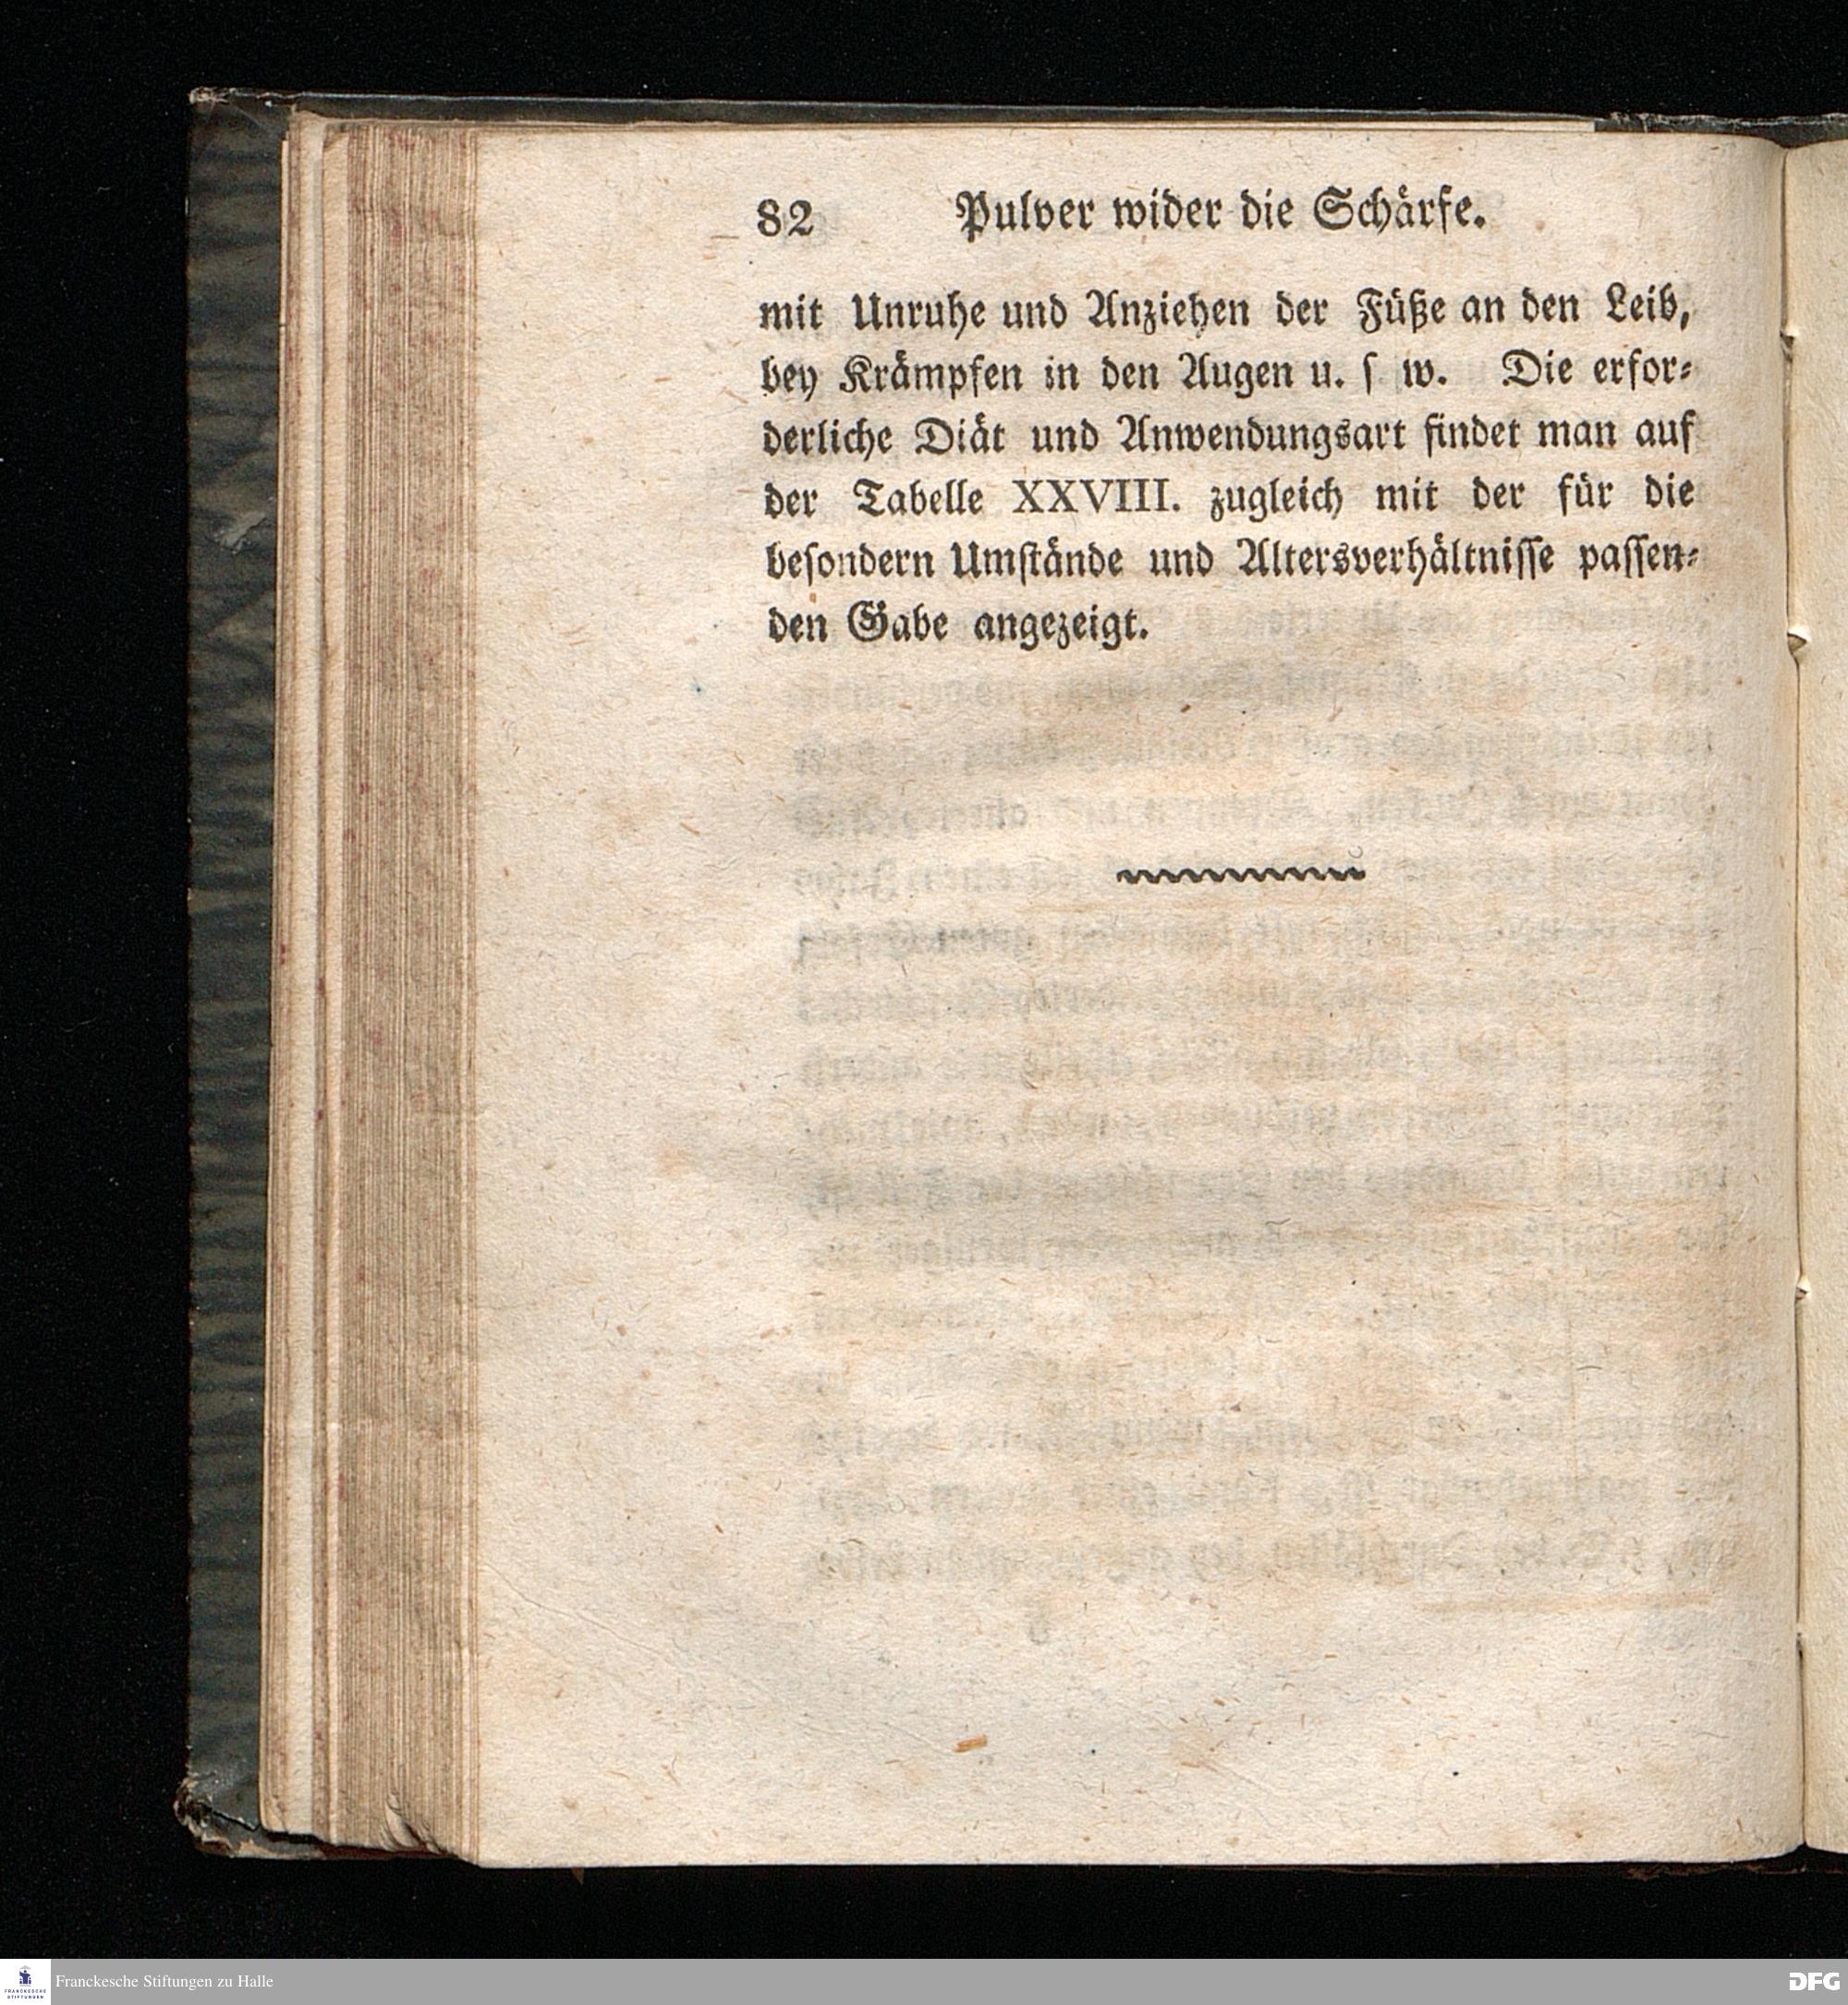 82 Pulver wider die Schärfe.
mit Unruhe und Anziehen der Füße an den Leib,
bey Krämpfen in den Augen u. ſ w. Die erfor⸗
derliche Diät und Anwendungsart findet man auf
der Tabelle XXVIII. zugleich mit der für die
beſondern Umſtände und Altersverhältniſſe paſſen⸗
den Gabe angezeigt.
FRANCKESCHE
STIFTUNGEN
Franckesche Stiftungen zu Halle
DFG